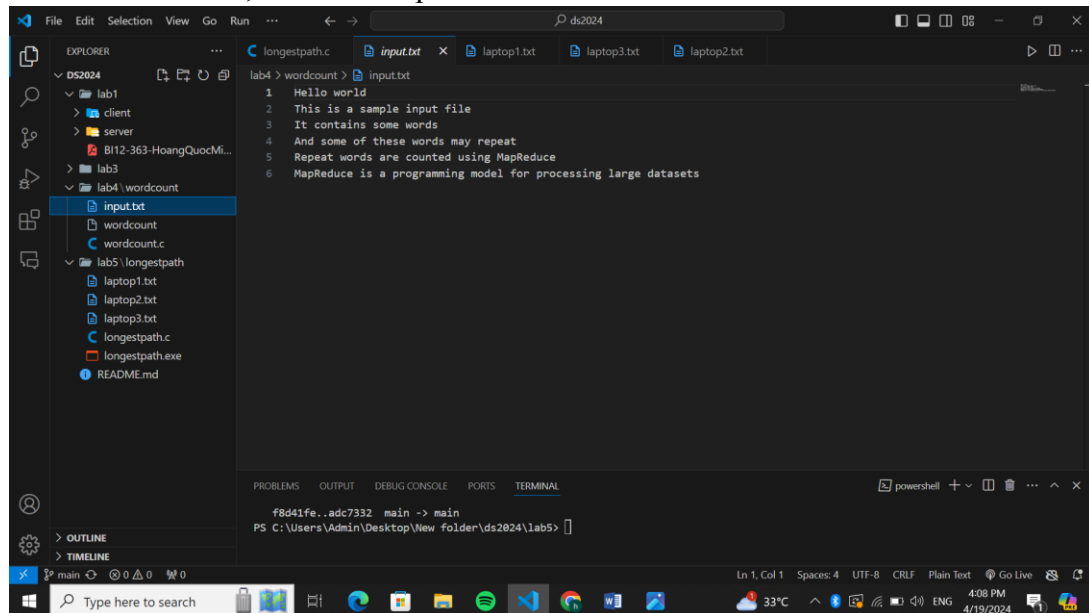 File Edit Selection View Go Run ··· ds2024
EXPLORER ···
DS2024
lab1
client
server
BI12-363-HoangQuocMi...
lab3
lab4\wordcount
input.txt
wordcount
wordcount.c
lab5\longestpath
laptop1.txt
laptop2.txt
laptop3.txt
longestpath.c
longestpath.exe
README.md
OUTLINE
TIMELINE
longestpath.c input.txt laptop1.txt laptop3.txt laptop2.txt
lab4 > wordcount > input.txt
1 Hello world
2 This is a sample input file
3 It contains some words
4 And some of these words may repeat
5 Repeat words are counted using MapReduce
6 MapReduce is a programming model for processing large datasets
PROBLEMS OUTPUT DEBUG CONSOLE PORTS TERMINAL powershell
f8d41fe..adc7332 main -> main
PS C:\Users\Admin\Desktop\New folder\ds2024\lab5>
main 0 0 0 Ln 1, Col 1 Spaces: 4 UTF-8 CRLF Plain Text Go Live
Type here to search 33°C ENG 4:08 PM
4/19/2024